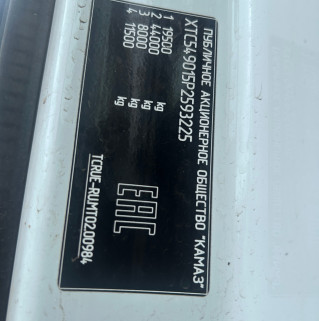 ПУБЛИЧНОЕ АКЦИОНЕРНОЕ ОБЩЕСТВО "КАМАЗ"
XTC549015P2593225
1 19500 kg
2 44000 kg
3 8000 kg
4 11500 kg
EAC
TCRUE-RU.MT02.00984